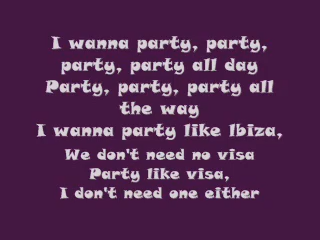 I wanna party, party,
party, party all day
Party, party, party all
the way
I wanna party like Ibiza,
We don't need no visa
Party like visa,
I don't need one either